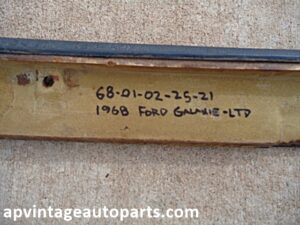 68-01-02-25-21
1968 FORD GALAXIE-LTD
apvintageautoparts.com